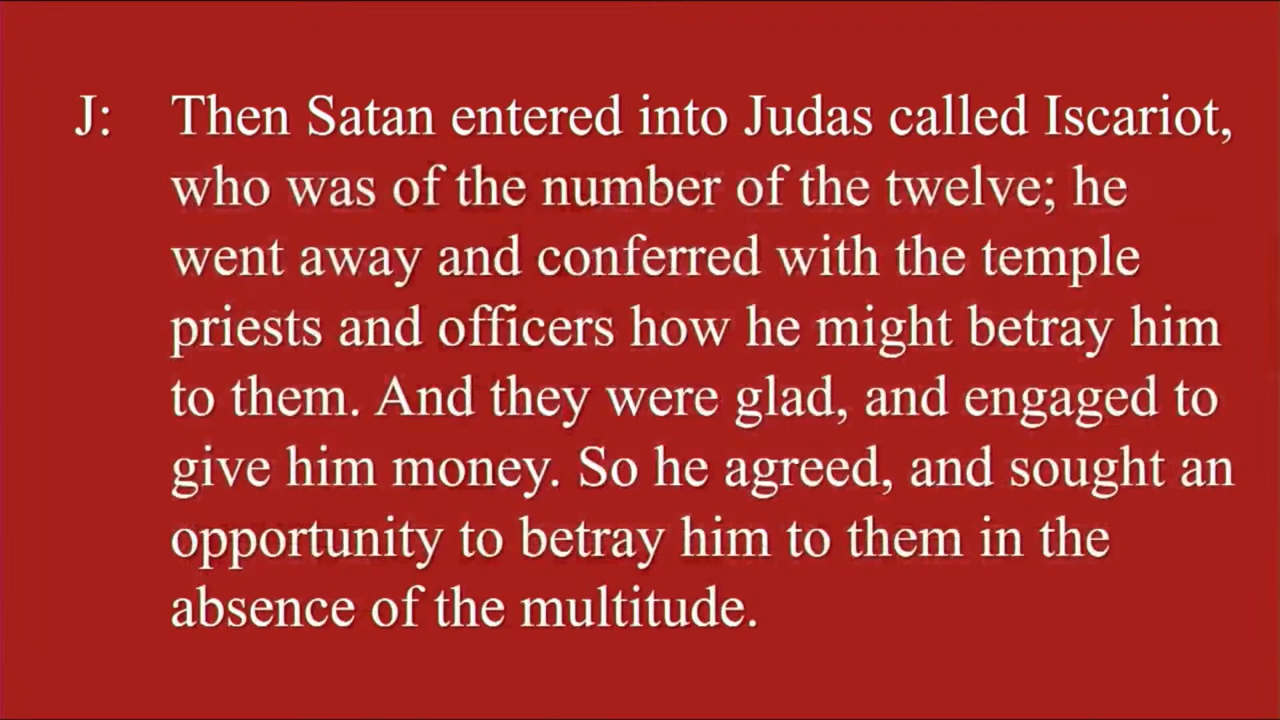 J: Then Satan entered into Judas called Iscariot,
who was of the number of the twelve; he
went away and conferred with the temple
priests and officers how he might betray him
to them. And they were glad, and engaged to
give him money. So he agreed, and sought an
opportunity to betray him to them in the
absence of the multitude.